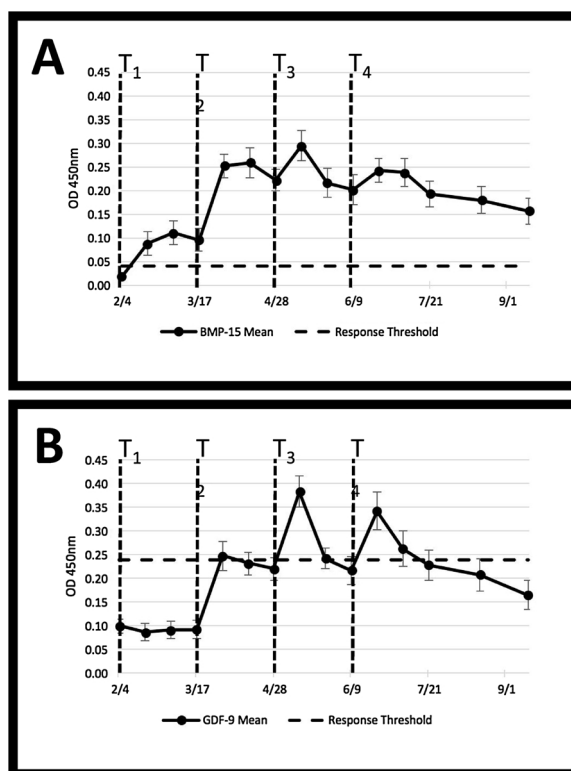 A
T1 T2 T3 T4
0.45
0.40
0.35
0.30
0.25
0.20
0.15
0.10
0.05
0.00
OD 450nm
2/4 3/17 4/28 6/9 7/21 9/1
BMP-15 Mean Response Threshold
B
T1 T2 T3 T4
0.45
0.40
0.35
0.30
0.25
0.20
0.15
0.10
0.05
0.00
OD 450nm
2/4 3/17 4/28 6/9 7/21 9/1
GDF-9 Mean Response Threshold